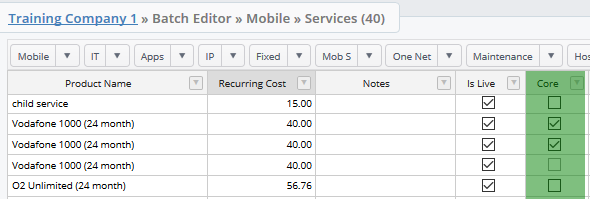 Training Company 1 » Batch Editor » Mobile » Services (40)
Mobile IT Apps IP Fixed Mob S One Net Maintenance Hos
Product Name Recurring Cost Notes Is Live Core
child service 15.00
Vodafone 1000 (24 month) 40.00
Vodafone 1000 (24 month) 40.00
Vodafone 1000 (24 month) 40.00
O2 Unlimited (24 month) 56.76